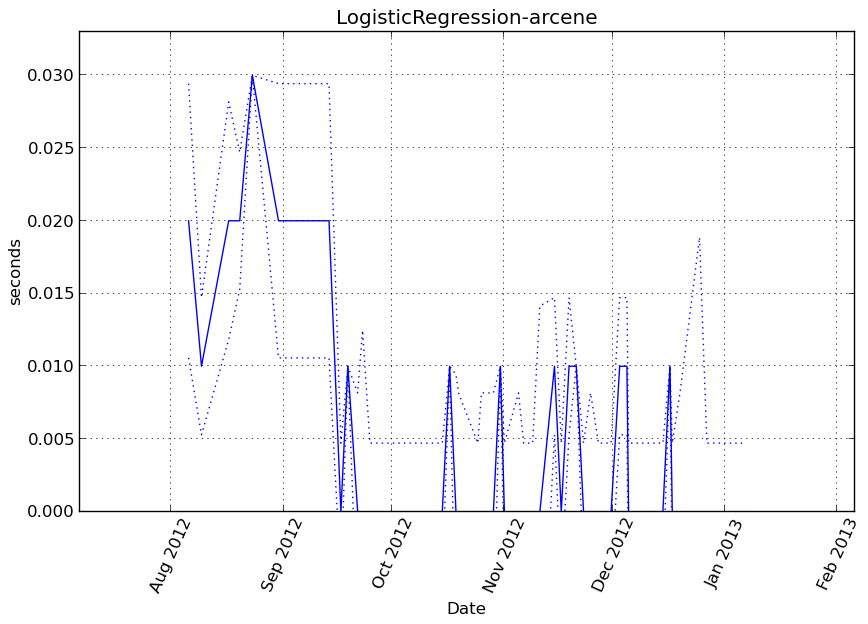 LogisticRegression-arcene
0.030
0.025
0.020
0.015
0.010
0.005
0.000
seconds
Aug 2012
Sep 2012
Oct 2012
Nov 2012
Dec 2012
Jan 2013
Feb 2013
Date